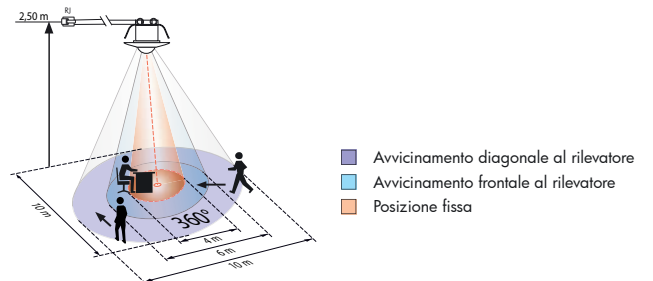 2,50 m
RJ
10 m
360°
4 m
6 m
10 m
Avvicinamento diagonale al rilevatore
Avvicinamento frontale al rilevatore
Posizione fissa